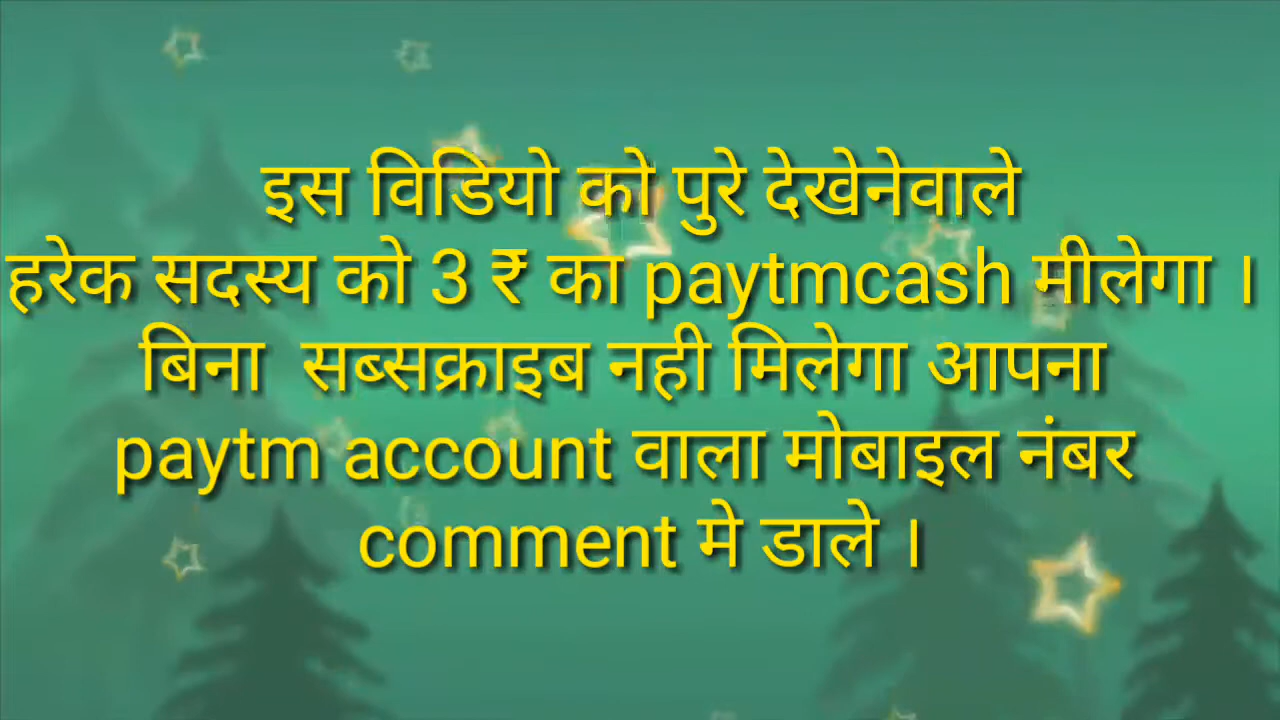 इस विडियो को पुरे देखेनेवाले
हरेक सदस्य को 3 ₹ का paytmcash मीलेगा ।
बिना सब्सक्राइब नही मिलेगा आपना
paytm account वाला मोबाइल नंबर
comment मे डाले ।